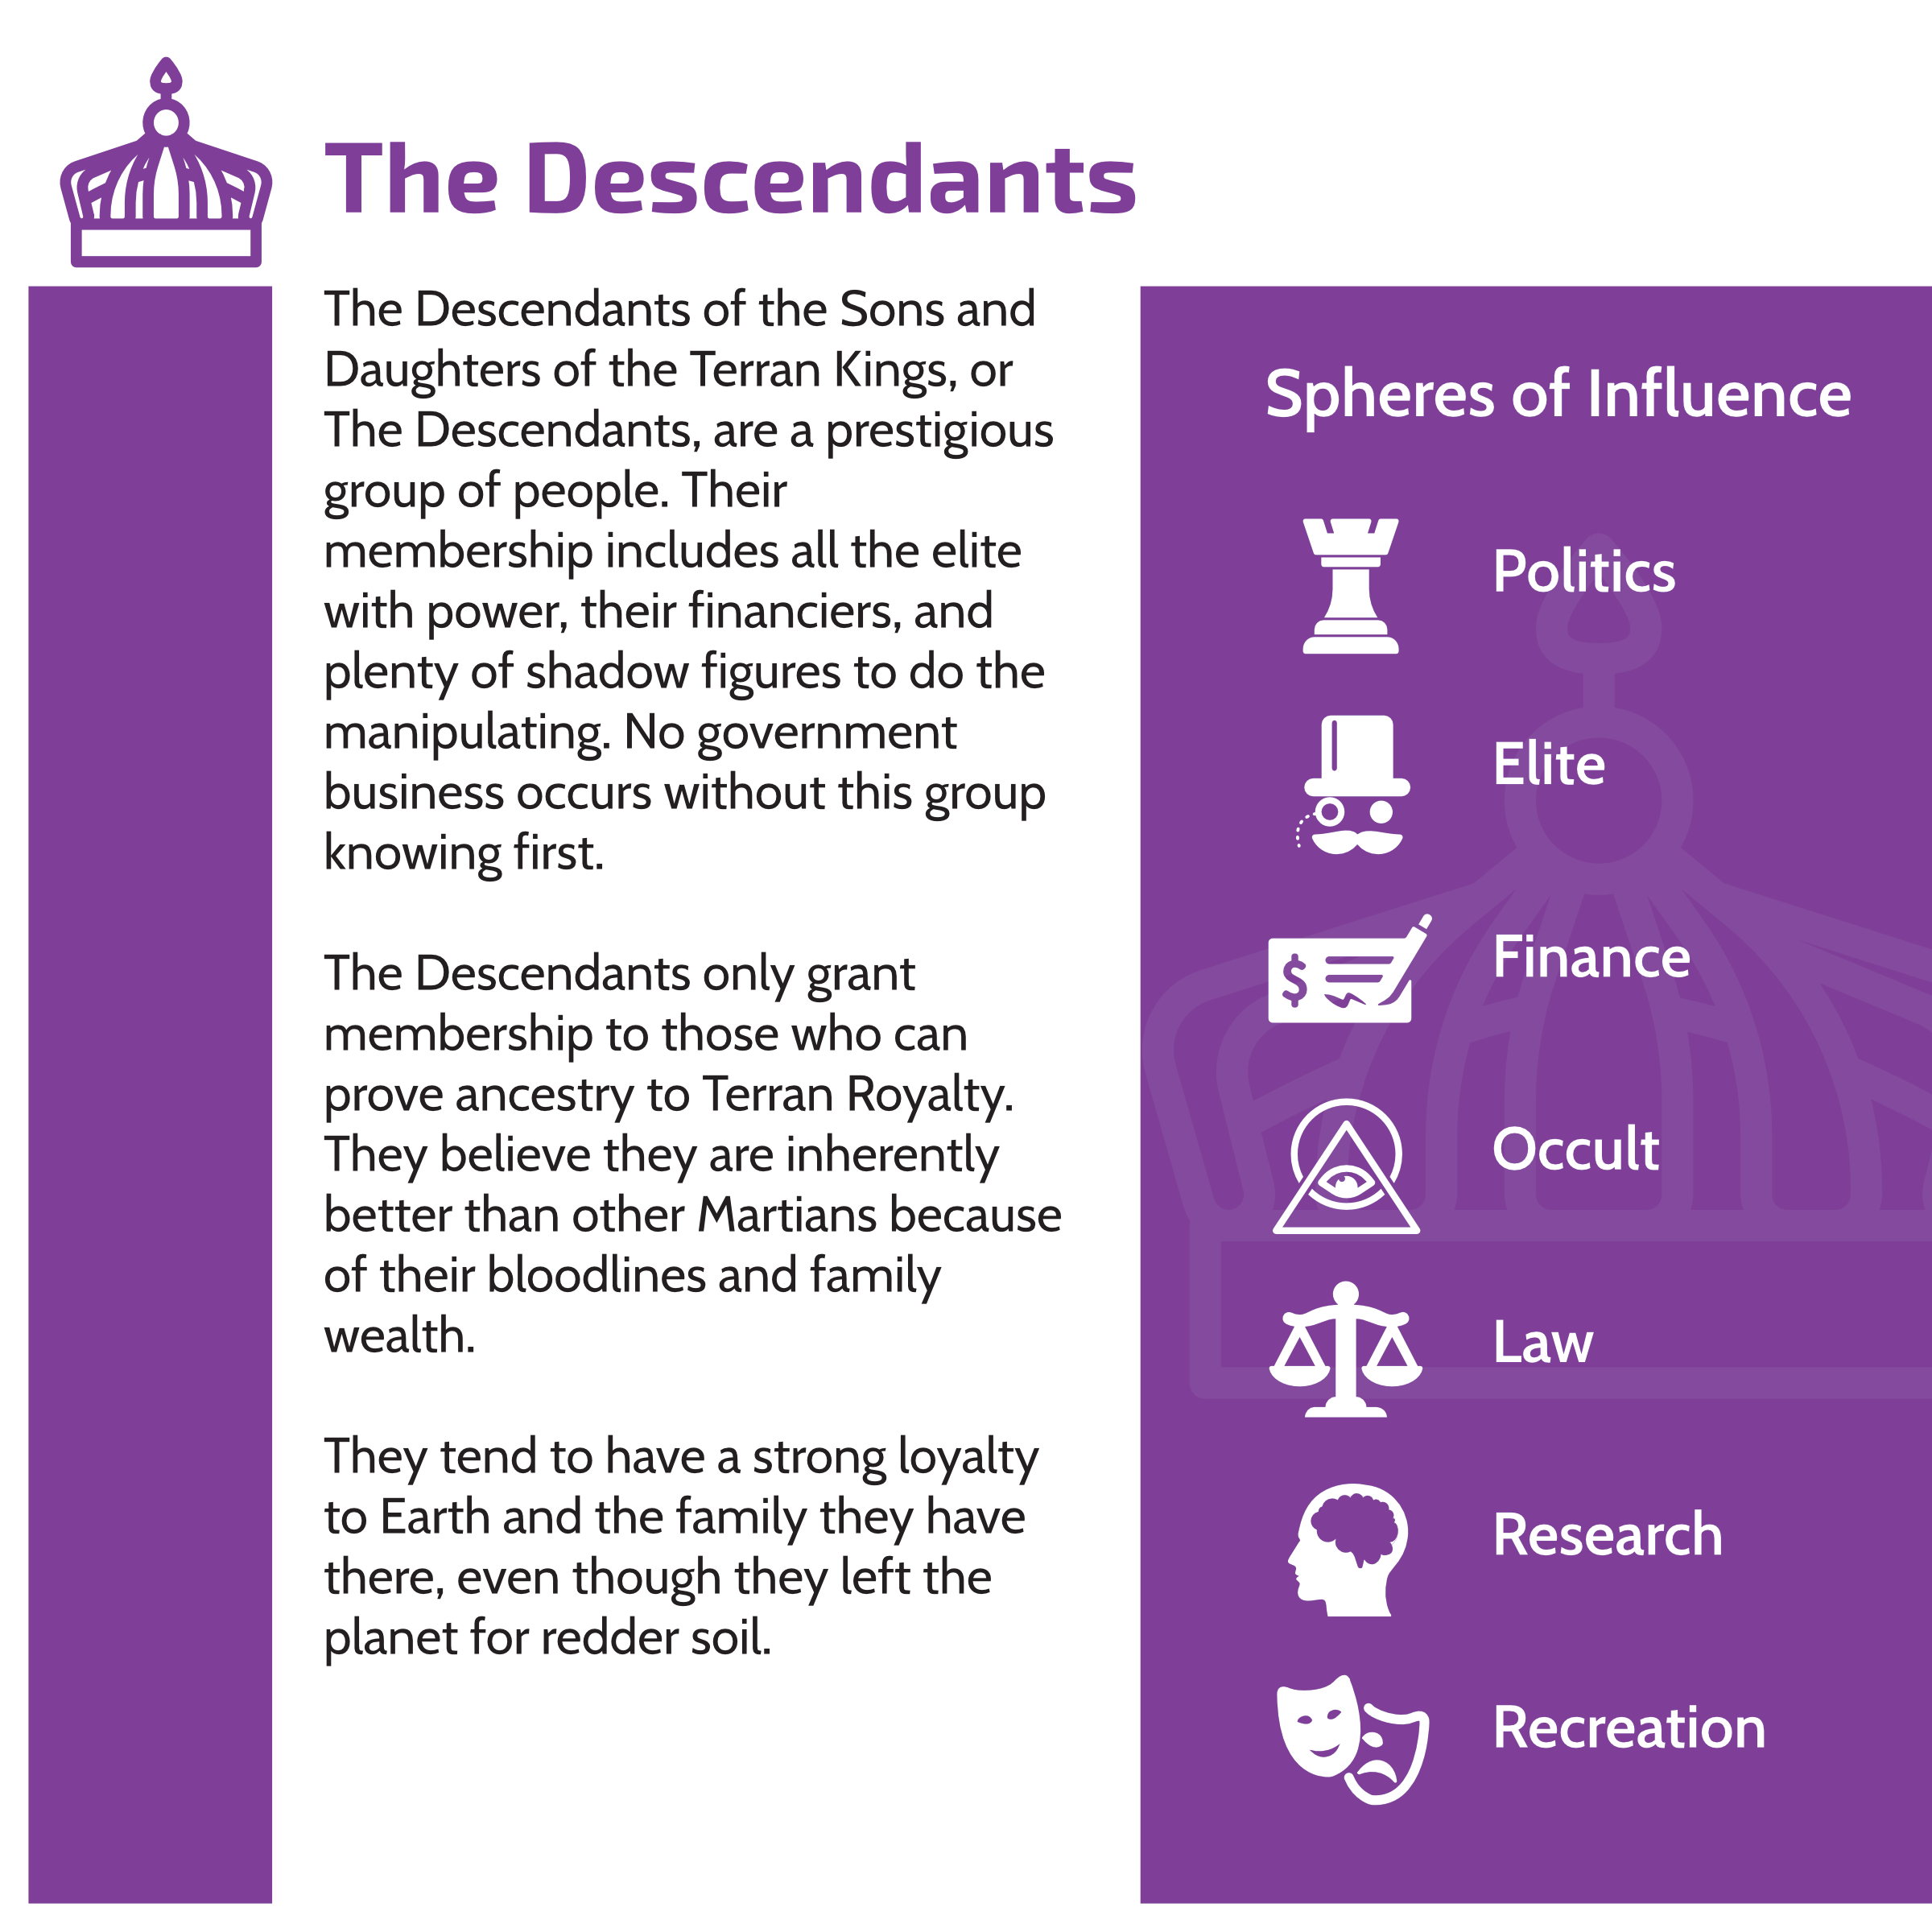 The Descendants
The Descendants of the Sons and
Daughters of the Terran Kings, or
The Descendants, are a prestigious
group of people. Their
membership includes all the elite
with power, their financiers, and
plenty of shadow figures to do the
manipulating. No government
business occurs without this group
knowing first.
The Descendants only grant
membership to those who can
prove ancestry to Terran Royalty.
They believe they are inherently
better than other Martians because
of their bloodlines and family
wealth.
They tend to have a strong loyalty
to Earth and the family they have
there, even though they left the
planet for redder soil.
Spheres of Influence
Politics
Elite
$
Finance
Occult
Law
Research
Recreation